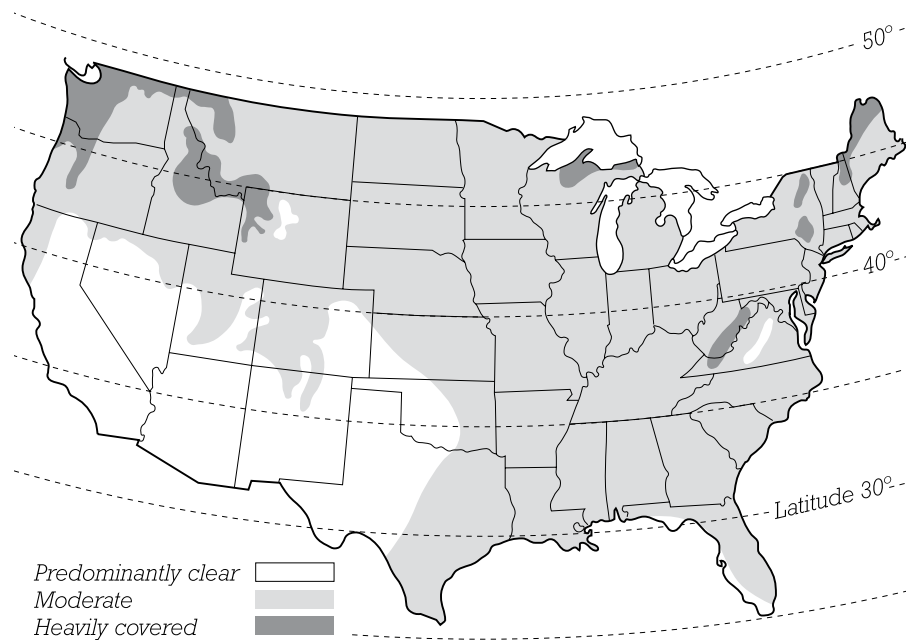 50°
40°
Latitude 30°
Predominantly clear
Moderate
Heavily covered